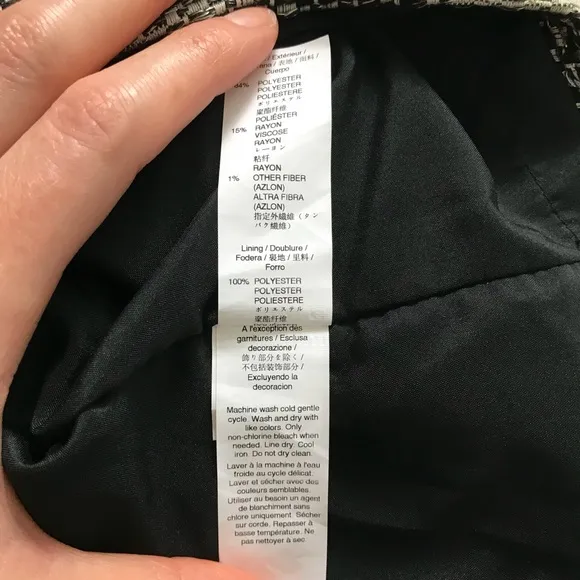 / Extérieur /
/ 表地 / 面料 /
Cuerpo
84% POLYESTER
POLYESTER
POLIESTERE
ポリエステル
聚酯纤维
POLIÉSTER
15% RAYON
VISCOSE
RAYON
レーヨン
粘纤
RAYON
1% OTHER FIBER
(AZLON)
ALTRA FIBRA
(AZLON)
指定外繊維（タン
パク繊維）
Lining / Doublure /
Fodera / 裏地 / 里料 /
Forro
100% POLYESTER
POLYESTER
POLIESTERE
ポリエステル
聚酯纤维
A l'exception des
garnitures / Esclusa
decorazione /
飾り部分を除く /
不包括装饰部分 /
Excluyendo la
decoracion
Machine wash cold gentle
cycle. Wash and dry with
like colors. Only
non-chlorine bleach when
needed. Line dry. Cool
iron. Do not dry clean.
Laver à la machine à l'eau
froide au cycle délicat.
Laver et sécher avec des
couleurs semblables.
Utiliser au besoin un agent
de blanchiment sans
chlore uniquement. Sécher
sur corde. Repasser à
basse température. Ne
pas nettoyer à sec